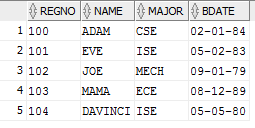 REGNO NAME MAJOR BDATE
1 100 ADAM CSE 02-01-84
2 101 EVE ISE 05-02-83
3 102 JOE MECH 09-01-79
4 103 MAMA ECE 08-12-89
5 104 DAVINCI ISE 05-05-80